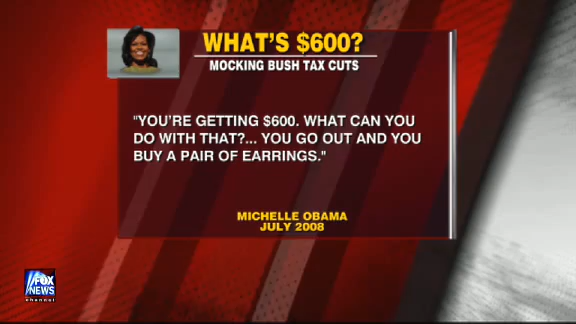 WHAT'S $600?
MOCKING BUSH TAX CUTS
"YOU'RE GETTING $600. WHAT CAN YOU
DO WITH THAT?... YOU GO OUT AND YOU
BUY A PAIR OF EARRINGS."
MICHELLE OBAMA
JULY 2008
FOX
NEWS
channel